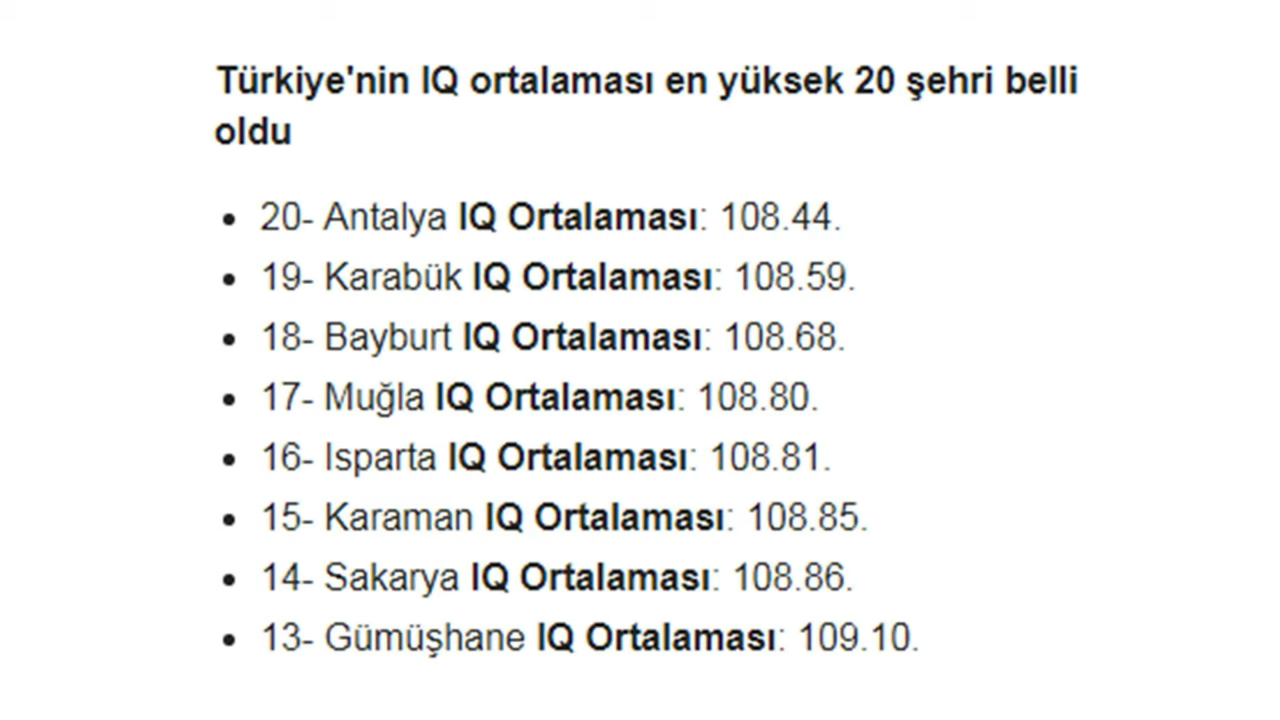 Türkiye'nin IQ ortalaması en yüksek 20 şehri belli
oldu
• 20- Antalya IQ Ortalaması: 108.44.
• 19- Karabük IQ Ortalaması: 108.59.
• 18- Bayburt IQ Ortalaması: 108.68.
• 17- Muğla IQ Ortalaması: 108.80.
• 16- Isparta IQ Ortalaması: 108.81.
• 15- Karaman IQ Ortalaması: 108.85.
• 14- Sakarya IQ Ortalaması: 108.86.
• 13- Gümüşhane IQ Ortalaması: 109.10.